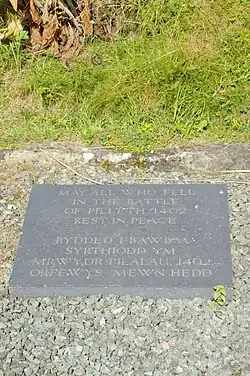 MAY ALL WHO FELL
IN THE BATTLE
OF PILLETH 1402
REST IN PEACE
BYDDED I BAWB A
SYRTHIODD YM
MRWYDR PILALAU, 1402,
ORFFWYS MEWN HEDD